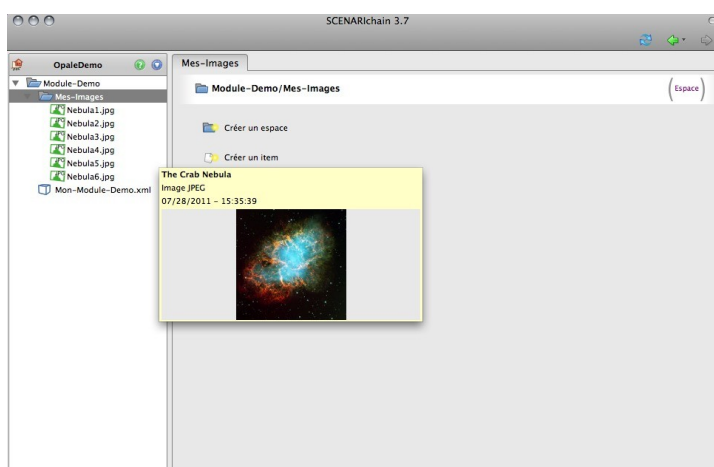 SCENARIchain 3.7
OpaleDemo
Mes-Images
Module-Demo
Mes-Images
Nebula1.jpg
Nebula2.jpg
Nebula3.jpg
Nebula4.jpg
Nebula5.jpg
Nebula6.jpg
Mon-Module-Demo.xml
Module-Demo/Mes-Images
Espace
Créer un espace
Créer un item
The Crab Nebula
Image JPEG
07/28/2011 - 15:35:39